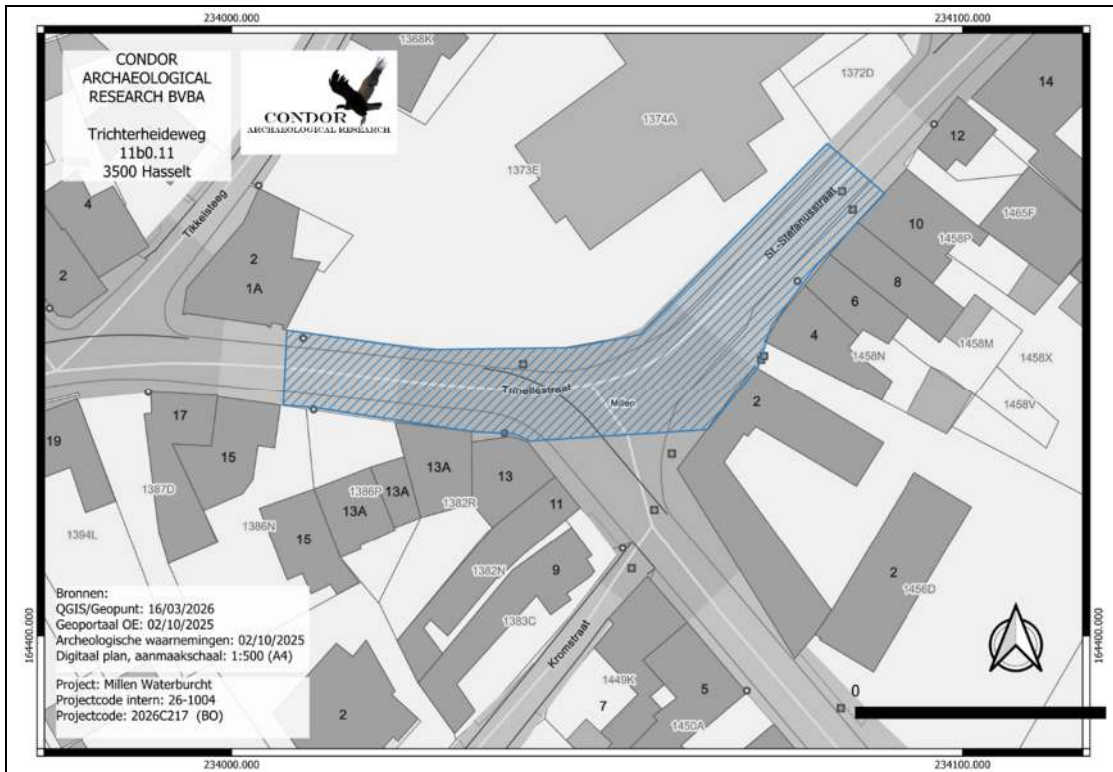 234000.000
234100.000
CONDOR
ARCHAEOLOGICAL
RESEARCH BVBA
Trichterheideweg
11b0.11
3500 Hasselt
CONDOR
ARCHAEOLOGICAL RESEARCH
1368K
1372D
14
1374A
12
1373E
Tikkelsteeg
4
St.-Stefanusstraat
10
1465F
1458P
2
2
1A
8
6
4
1458M
1458N
1458X
Trinellestraat
Millen
1458V
2
17
19
15
13A
13
1387D
1386P
13A
1382R
13A
11
1386N
15
1394L
9
1382N
2
1456D
1383C
Bronnen:
QGIS/Geopunt: 16/03/2026
Geoportaal OE: 02/10/2025
Archeologische waarnemingen: 02/10/2025
Digitaal plan, aanmaakschaal: 1:500 (A4)
Project: Millen Waterburcht
Projectcode intern: 26-1004
Projectcode: 2026C217 (BO)
164400.000
164400.000
Kromstraat
1449K
5
0
7
2
1450A
234000.000
234100.000